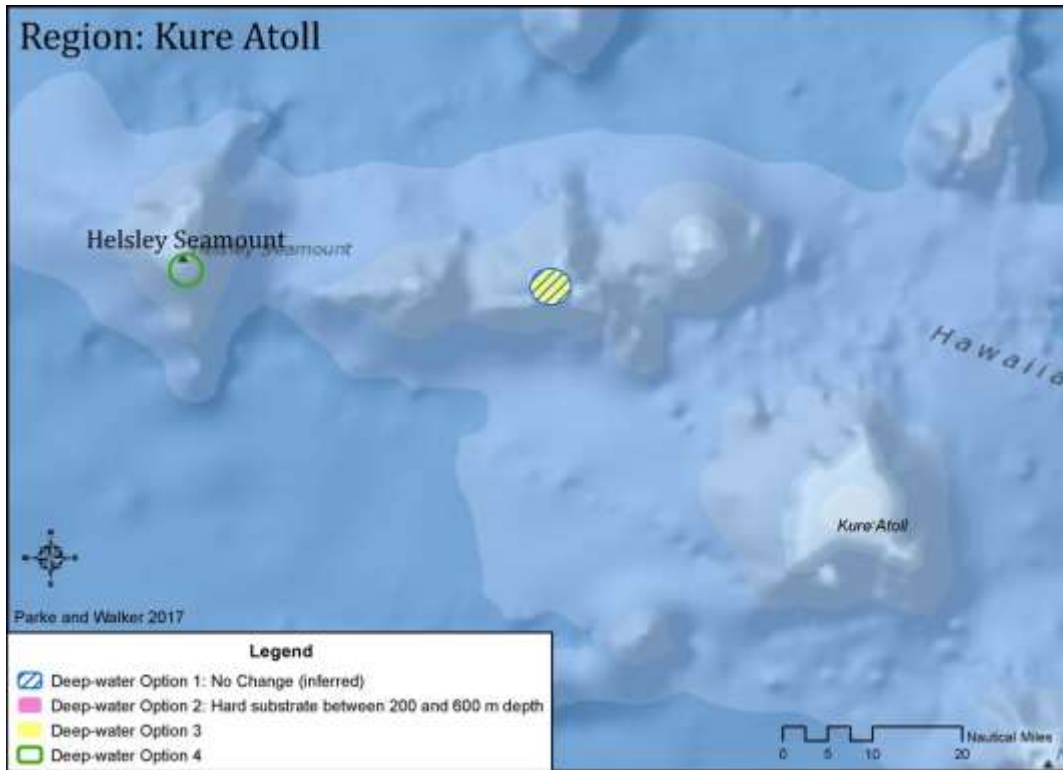 Region: Kure Atoll
Helsley Seamount
Seamount
Hawaiia
Kure Atoll
Parke and Walker 2017
Legend
Deep-water Option 1: No Change (inferred)
Deep-water Option 2: Hard substrate between 200 and 600 m depth
Deep-water Option 3
Deep-water Option 4
Nautical Miles
0 5 10 20